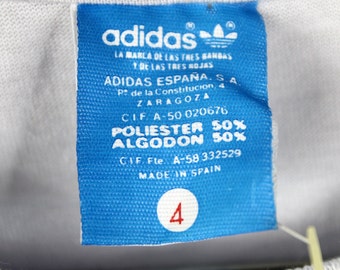 adidas
LA MARCA DE LAS TRES BANDAS
Y DE LAS TRES HOJAS
ADIDAS ESPAÑA, S.A.
Pº de la Constitución, 4
ZARAGOZA
C.I.F. A-50 020676
POLIESTER 50%
ALGODON 50%
C.I.F. Fte. A-58 332529
MADE IN SPAIN
4